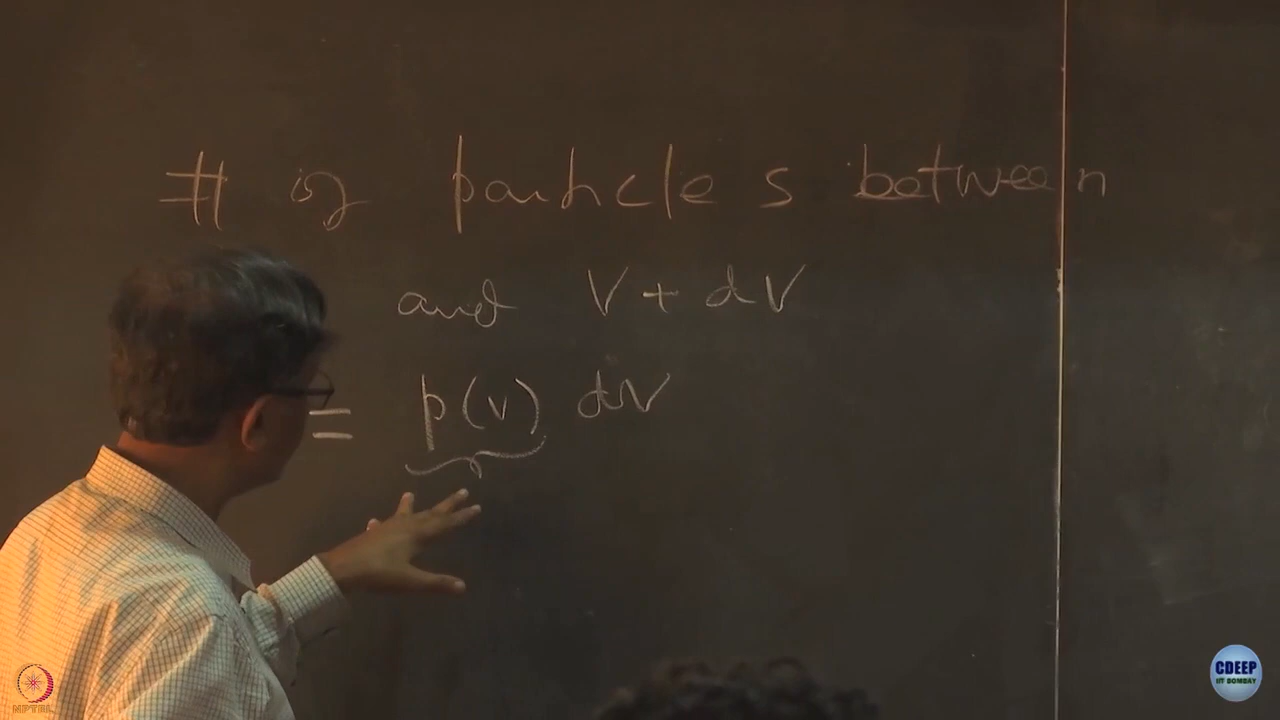 # of particles between
and V + dV
= p(v) dV
NPTEL
CDEEP
IIT BOMBAY